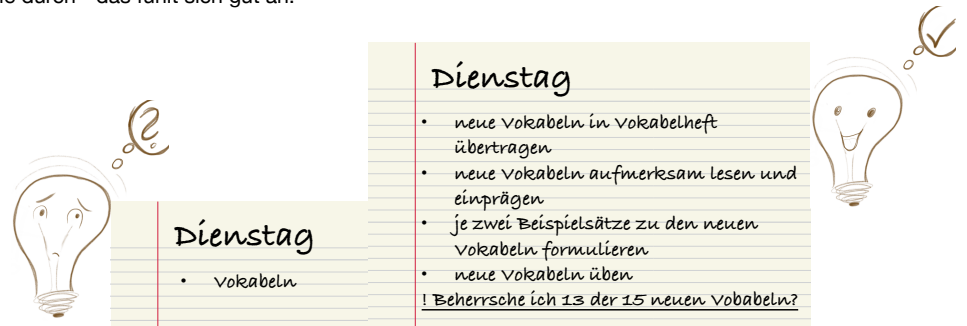 das fühlt sich gut an.
Dienstag
• Vokabeln
Dienstag
• neue Vokabeln in Vokabelheft
übertragen
• neue Vokabeln aufmerksam lesen und
einprägen
• je zwei Beispielsätze zu den neuen
Vokabeln formulieren
• neue Vokabeln üben
! Beherrsche ich 13 der 15 neuen Vobabeln?